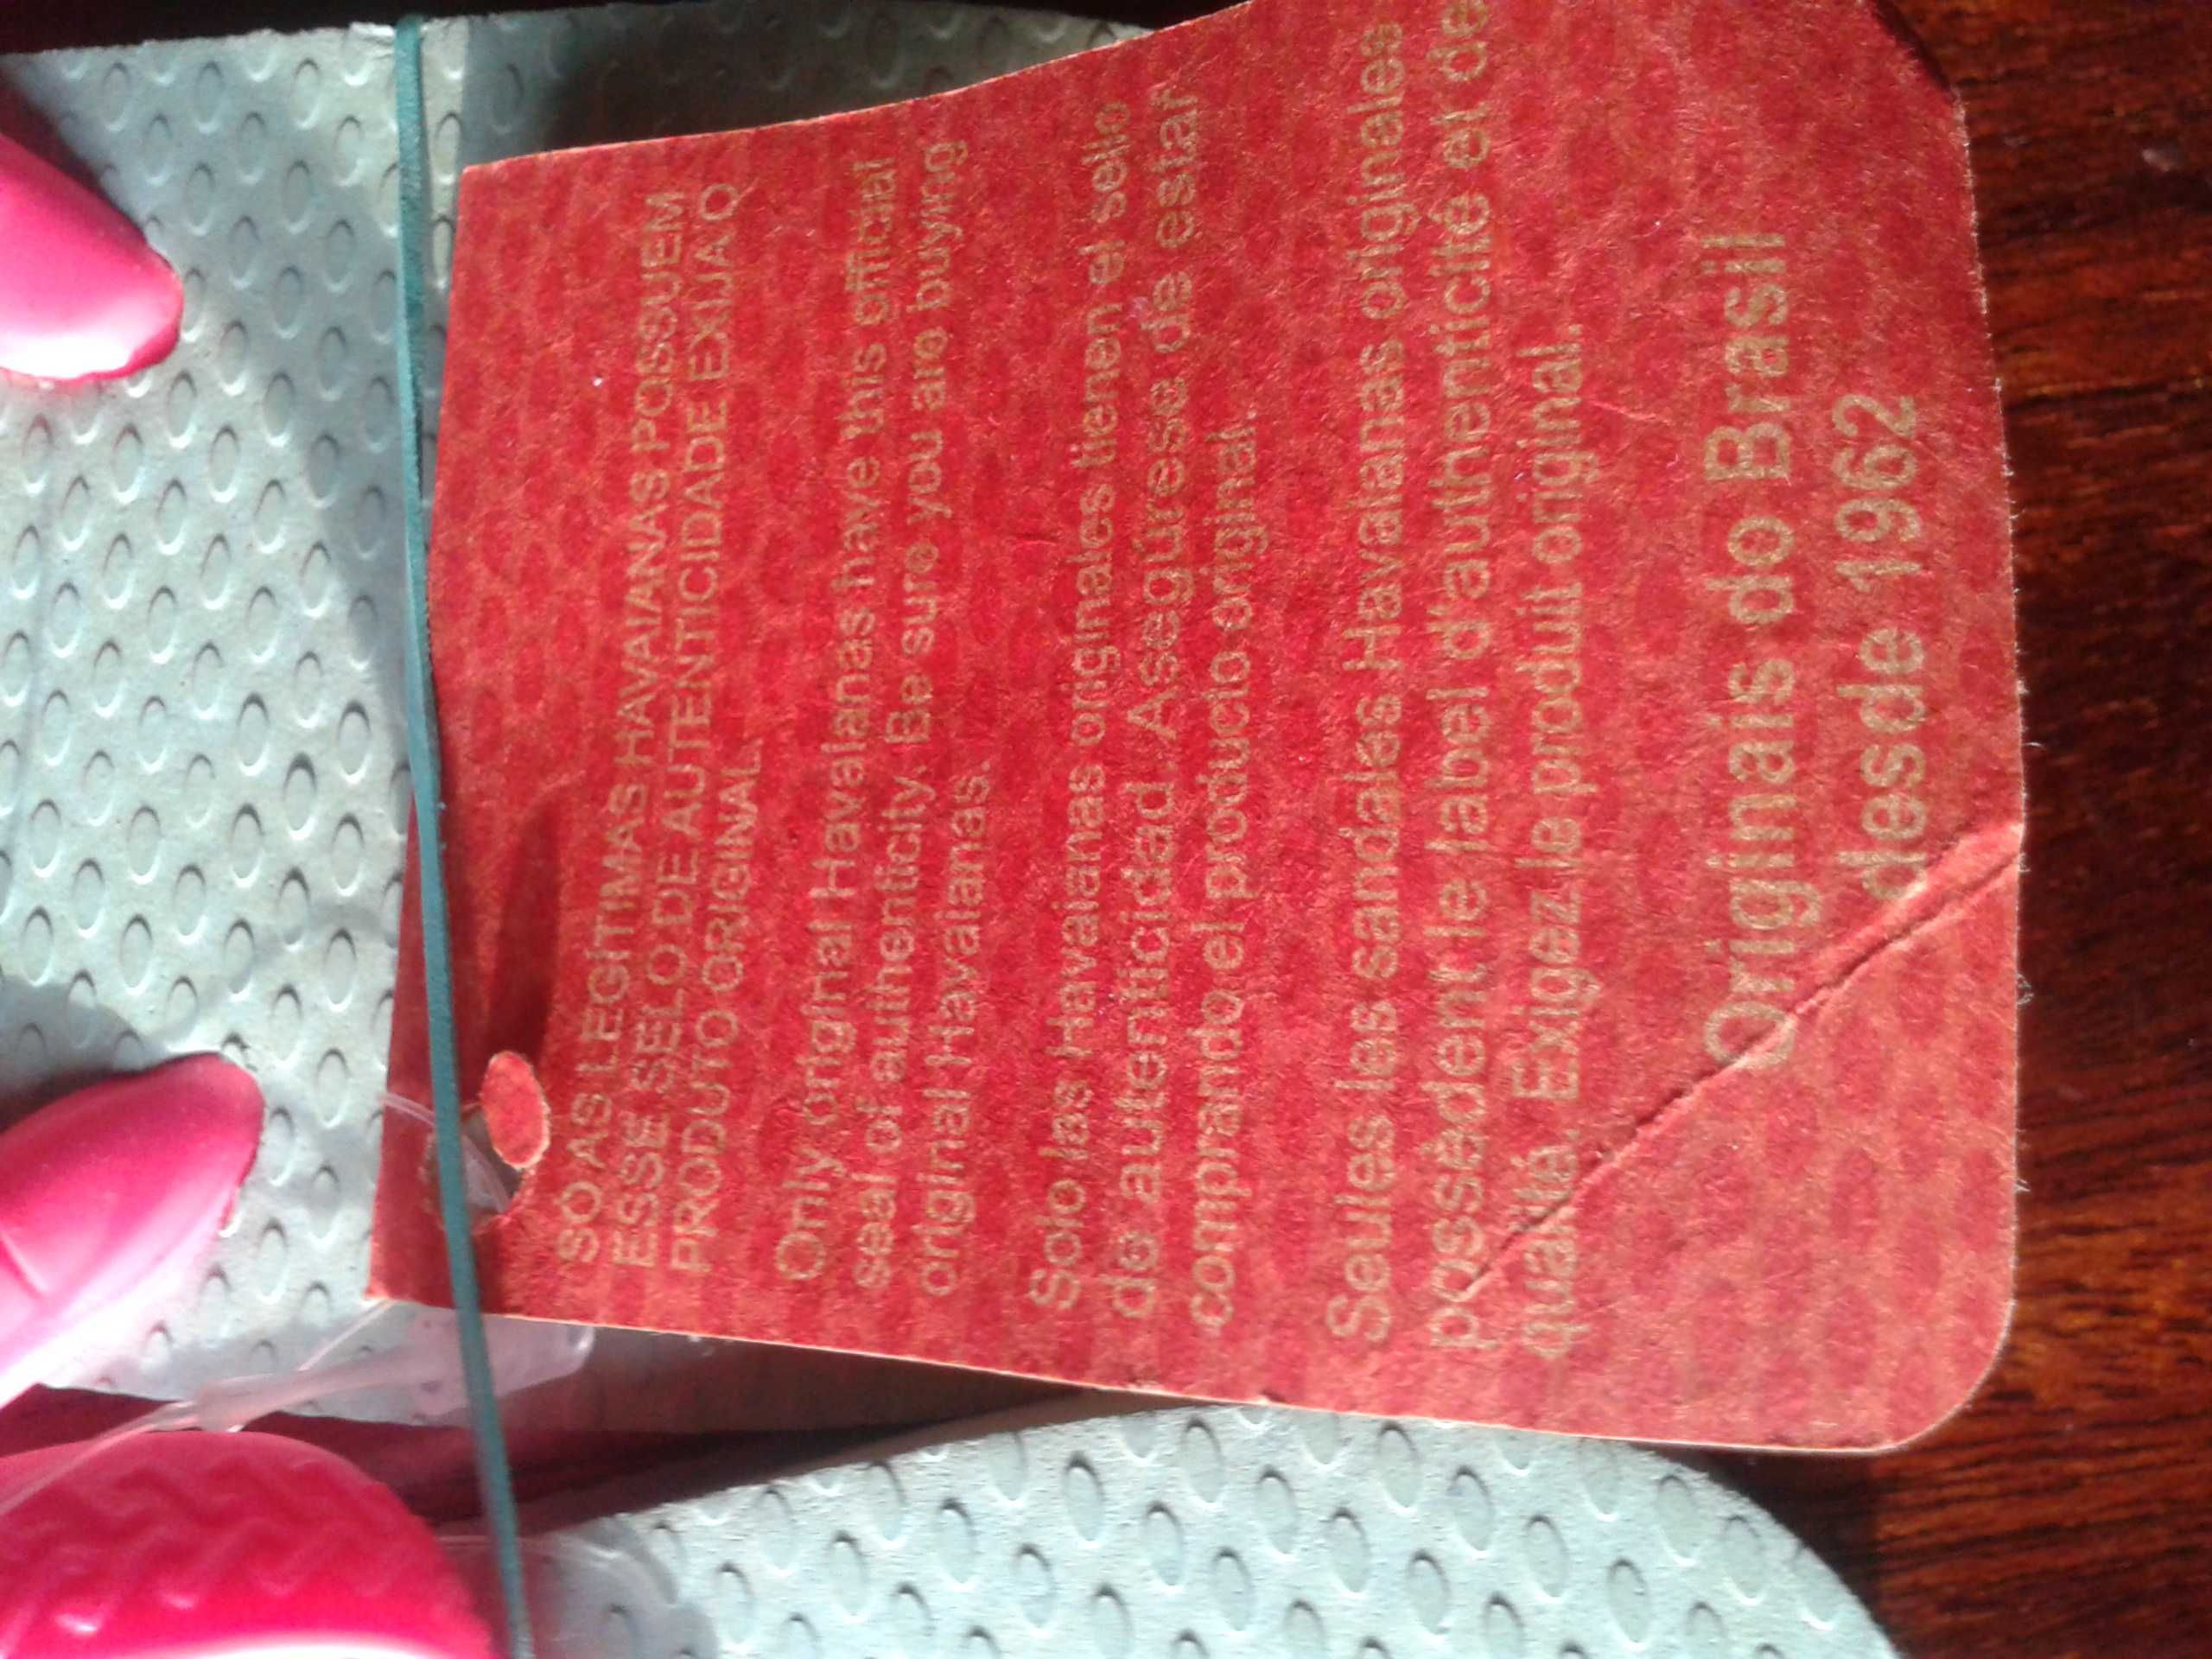 SÓ AS LEGÍTIMAS HAVAIANAS POSSUEM
ESSE SELO DE AUTENTICIDADE EXIJA O
PRODUTO ORIGINAL.
Only original Havaianas have this official
seal of authenticity. Be sure you are buying
original Havaianas.
Solo las Havaianas originales tienen el sello
de autenticidad. Asegúrese de estar
comprando el producto original.
Seules les sandales Havaianas originales
possèdent le label d'authenticité et de
qualité. Exigez le produit original.
Originais do Brasil
desde 1962